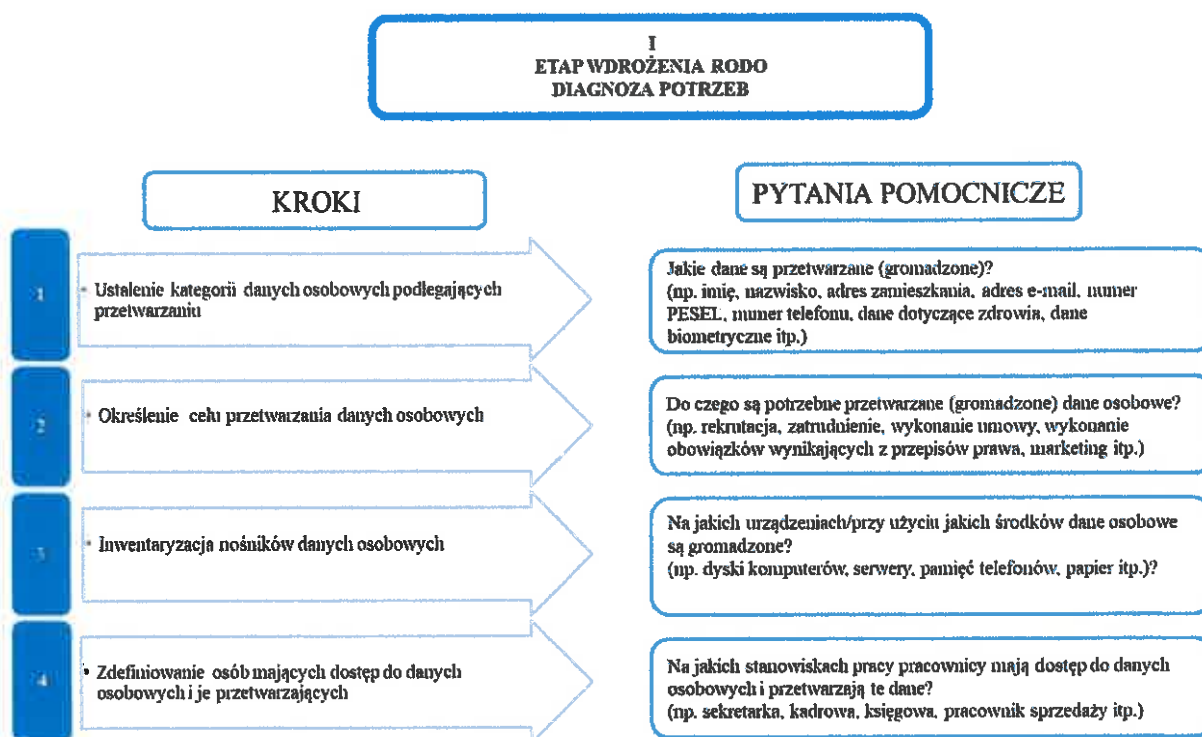 I
ETAP WDROŻENIA RODO
DIAGNOZA POTRZEB
KROKI
PYTANIA POMOCNICZE
1
• Ustalenie kategorii danych osobowych podlegających
przetwarzaniu
Jakie dane są przetwarzane (gromadzone)?
(np. imię, nazwisko, adres zamieszkania, adres e-mail, numer
PESEL, numer telefonu, dane dotyczące zdrowia, dane
biometryczne itp.)
2
• Określenie celu przetwarzania danych osobowych
Do czego są potrzebne przetwarzane (gromadzone) dane osobowe?
(np. rekrutacja, zatrudnienie, wykonanie umowy, wykonanie
obowiązków wynikających z przepisów prawa, marketing itp.)
3
• Inwentaryzacja nośników danych osobowych
Na jakich urządzeniach/przy użyciu jakich środków dane osobowe
są gromadzone?
(np. dyski komputerów, serwery, pamięć telefonów, papier itp.)?
4
• Zdefiniowanie osób mających dostęp do danych
osobowych i je przetwarzających
Na jakich stanowiskach pracy pracownicy mają dostęp do danych
osobowych i przetwarzają te dane?
(np. sekretarka, kadrowa, księgowa, pracownik sprzedaży itp.)